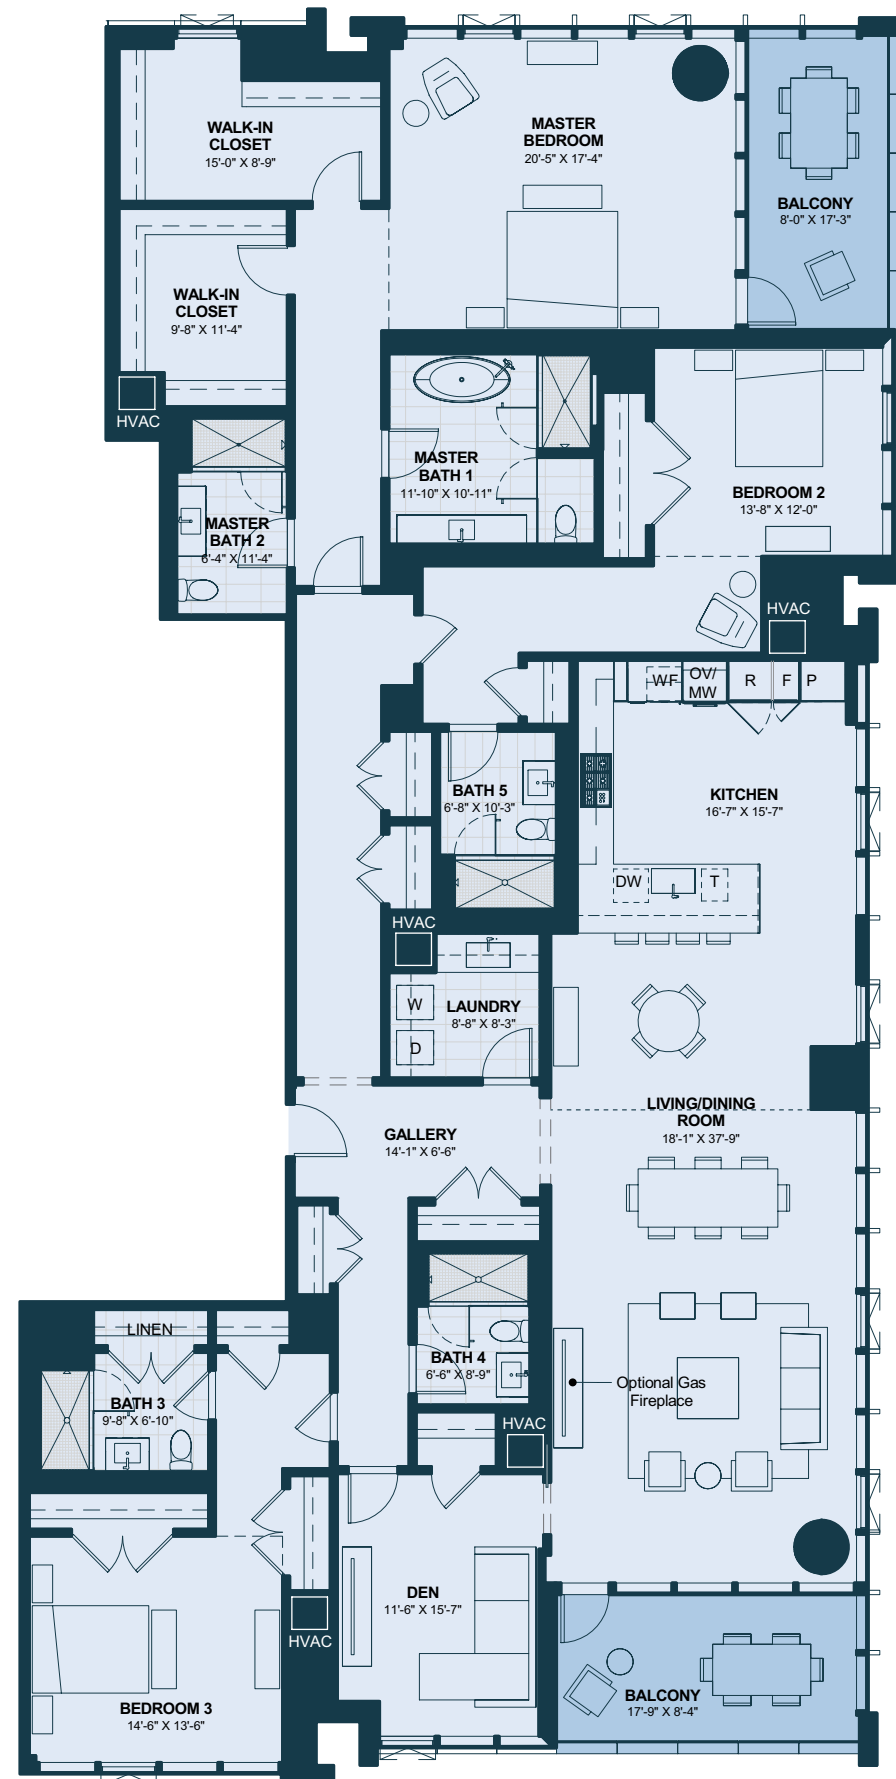 WALK-IN
CLOSET
15'-0" X 8'-9"
MASTER
BEDROOM
20'-5" X 17'-4"
BALCONY
8'-0" X 17'-3"
WALK-IN
CLOSET
9'-8" X 11'-4"
HVAC
MASTER
BATH 1
11'-10" X 10'-11"
BEDROOM 2
13'-8" X 12'-0"
MASTER
BATH 2
6'-4" X 11'-4"
HVAC
WF
OV/
MW
R
F
P
BATH 5
6'-8" X 10'-3"
KITCHEN
16'-7" X 15'-7"
DW
T
HVAC
W
D
LAUNDRY
8'-8" X 8'-3"
LIVING/DINING
ROOM
18'-1" X 37'-9"
GALLERY
14'-1" X 6'-6"
LINEN
BATH 4
6'-6" X 8'-9"
Optional Gas
Fireplace
BATH 3
9'-8" X 6'-10"
HVAC
DEN
11'-6" X 15'-7"
HVAC
BEDROOM 3
14'-6" X 13'-6"
BALCONY
17'-9" X 8'-4"